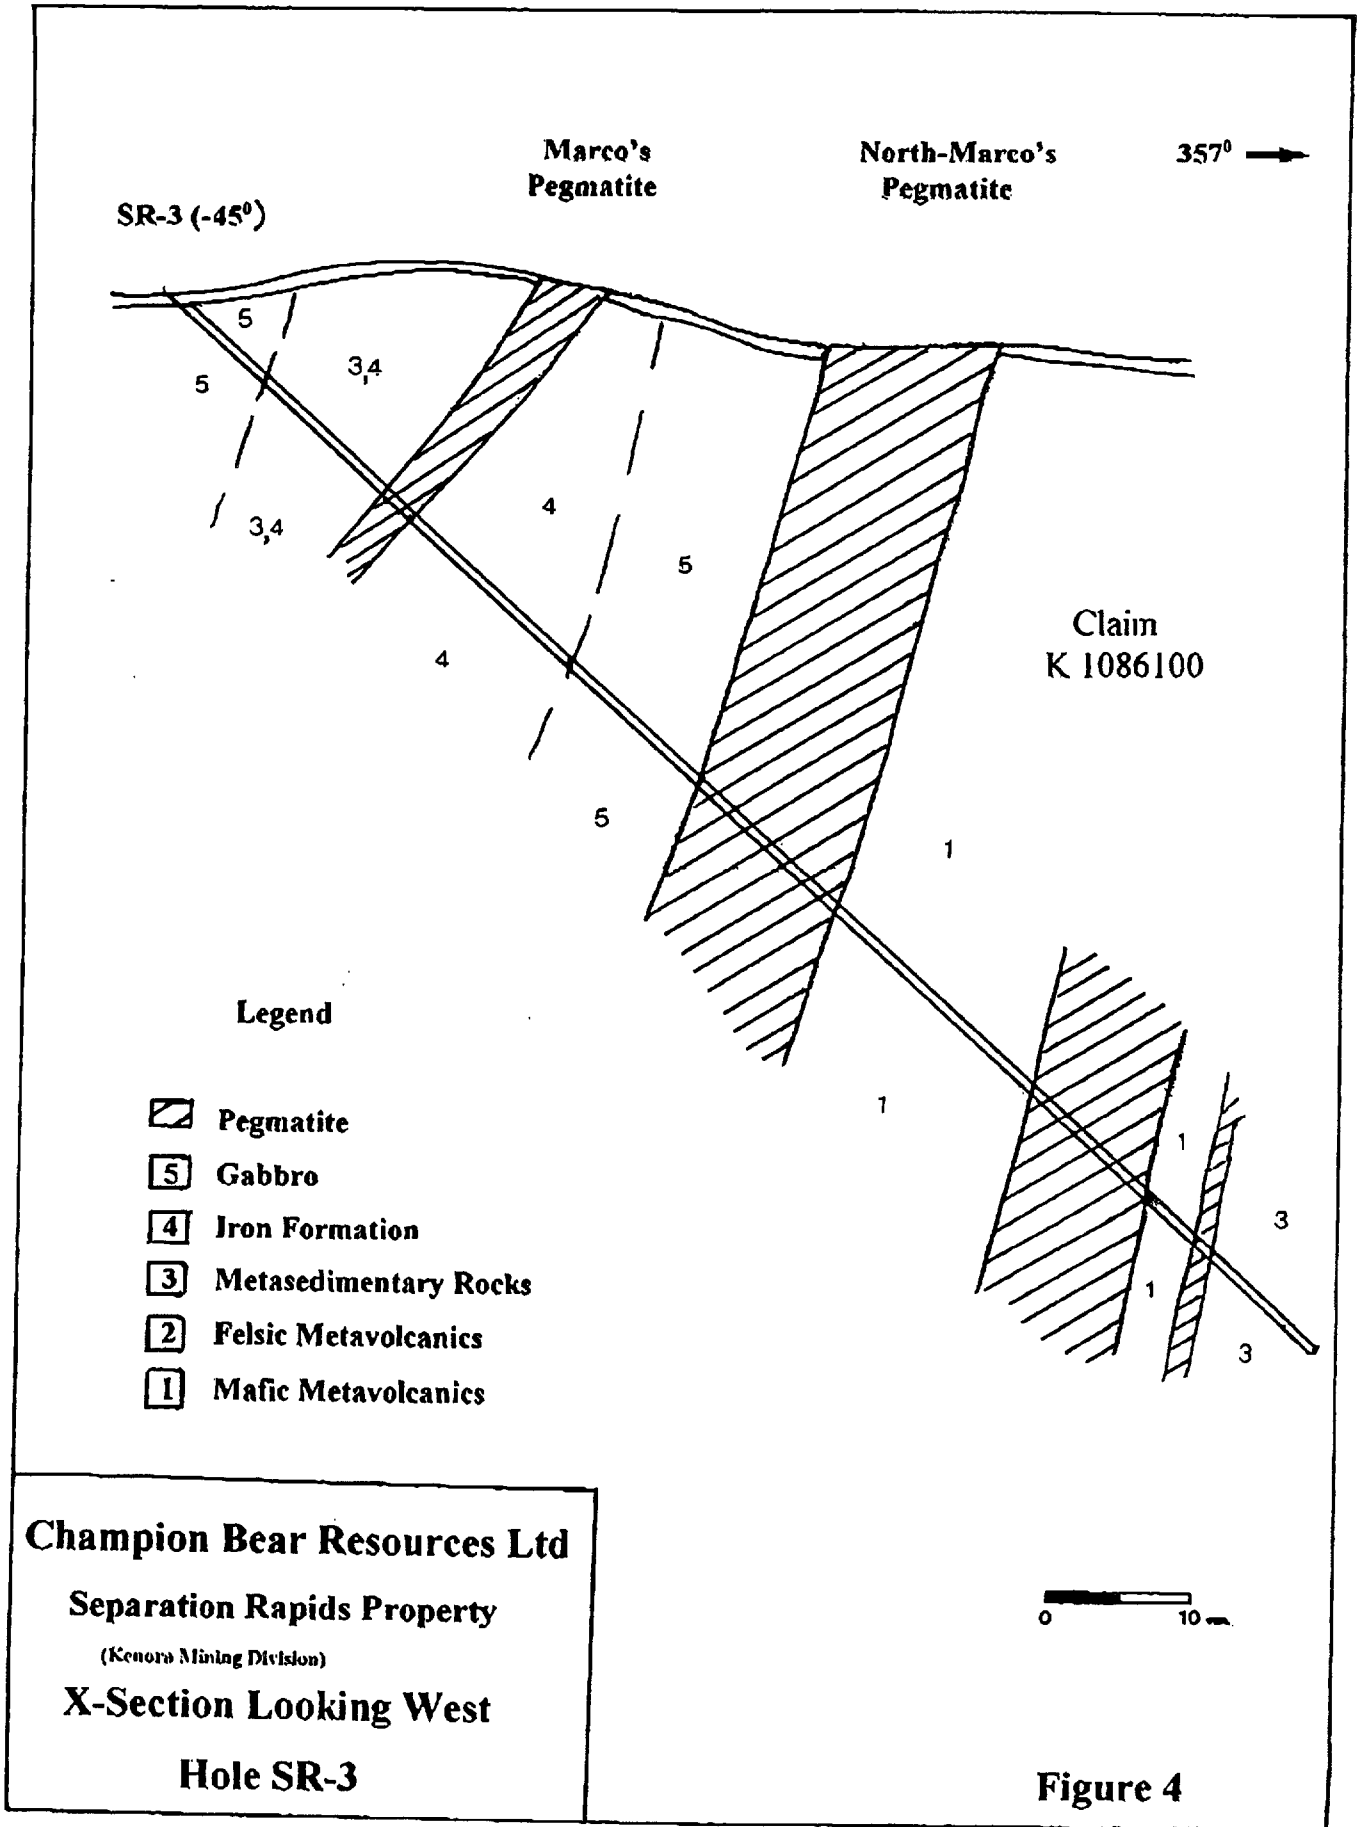 Marco's
Pegmatite
North-Marco's
Pegmatite
357⁰
SR-3 (-45⁰)
5
3,4
5
3,4
4
5
4
5
1
Claim
K 1086100
1
1
3
1
3
Legend
Pegmatite
5 Gabbro
4 Iron Formation
3 Metasedimentary Rocks
2 Felsic Metavolcanics
1 Mafic Metavolcanics
Champion Bear Resources Ltd
Separation Rapids Property
(Kenora Mining Division)
X-Section Looking West
Hole SR-3
0 10
Figure 4